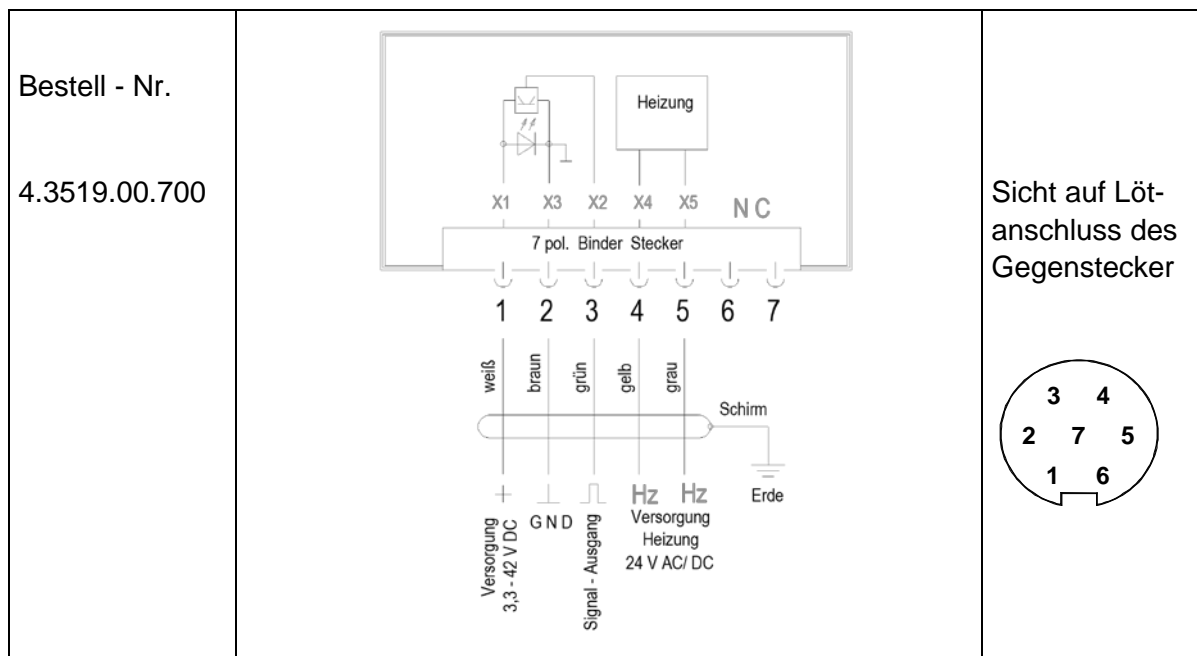 Bestell - Nr.
4.3519.00.700
Heizung
X1 X3 X2 X4 X5 N C
7 pol. Binder Stecker
1 2 3 4 5 6 7
weiß
braun
grün
gelb
grau
Schirm
+
Versorgung
3,3 - 42 V DC
G N D
Signal - Ausgang
Hz Hz
Versorgung
Heizung
24 V AC/ DC
Erde
Sicht auf Löt-
anschluss des
Gegenstecker
3 4
2 7 5
1 6